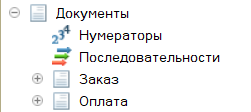 Документы
Нумераторы
Последовательности
Заказ
Оплата